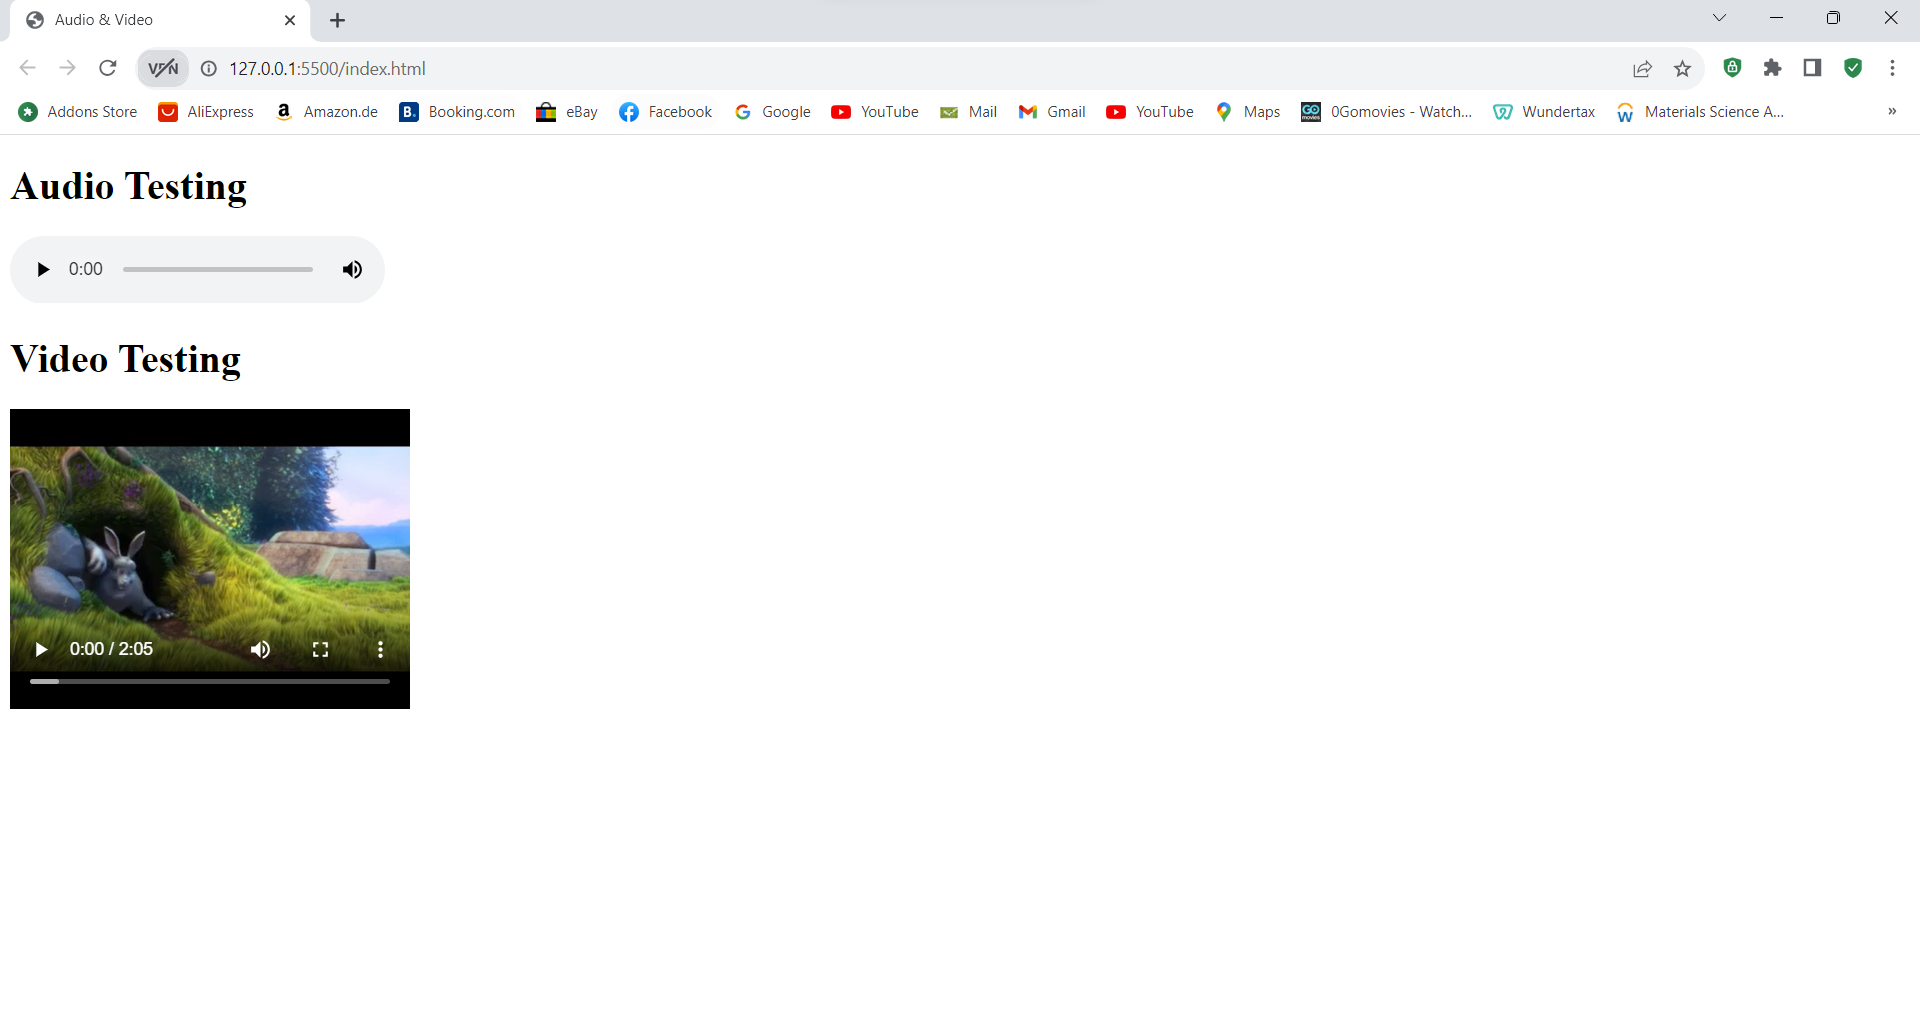 Audio & Video
VPN
127.0.0.1:5500/index.html
Addons Store AliExpress a Amazon.de B. Booking.com eBay Facebook Google YouTube Mail Gmail YouTube Maps GO movies 0Gomovies - Watch... Wundertax Materials Science A... »
Audio Testing
0:00
Video Testing
0:00 / 2:05